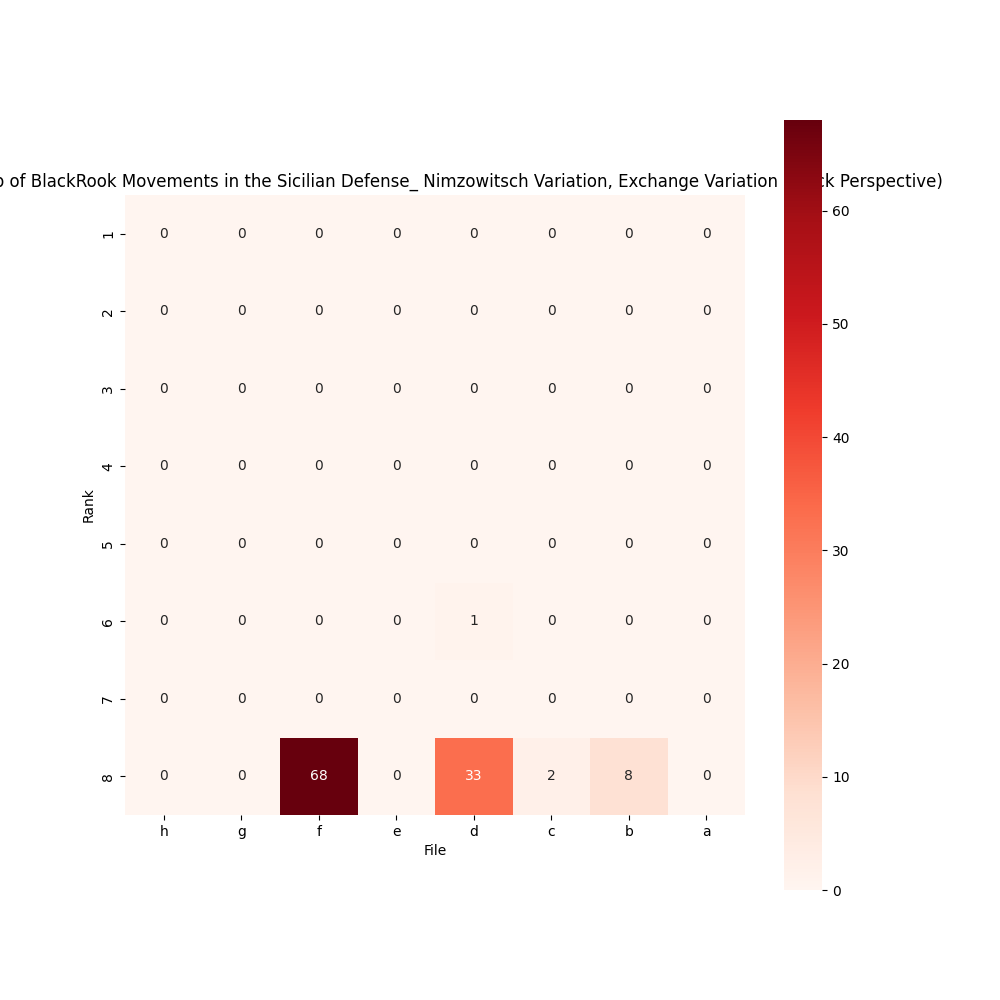 of BlackRook Movements in the Sicilian Defense_ Nimzowitsch Variation, Exchange Variation ck Perspective)
1 0 0 0 0 0 0 0 0
2 0 0 0 0 0 0 0 0
3 0 0 0 0 0 0 0 0
4 0 0 0 0 0 0 0 0
5 0 0 0 0 0 0 0 0
6 0 0 0 0 1 0 0 0
7 0 0 0 0 0 0 0 0
8 0 0 68 0 33 2 8 0
h g f e d c b a
File
Rank
60
50
40
30
20
10
0